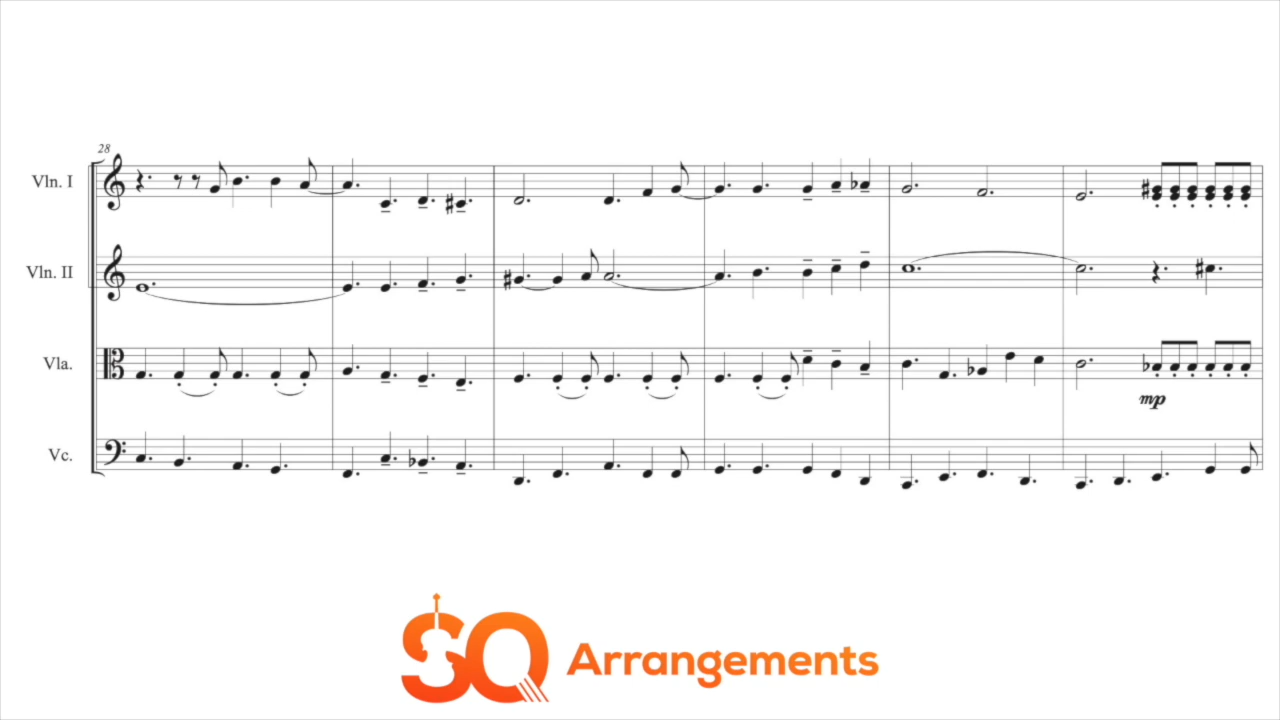 28
Vln. I
Vln. II
Vla.
mp
Vc.
SQ Arrangements